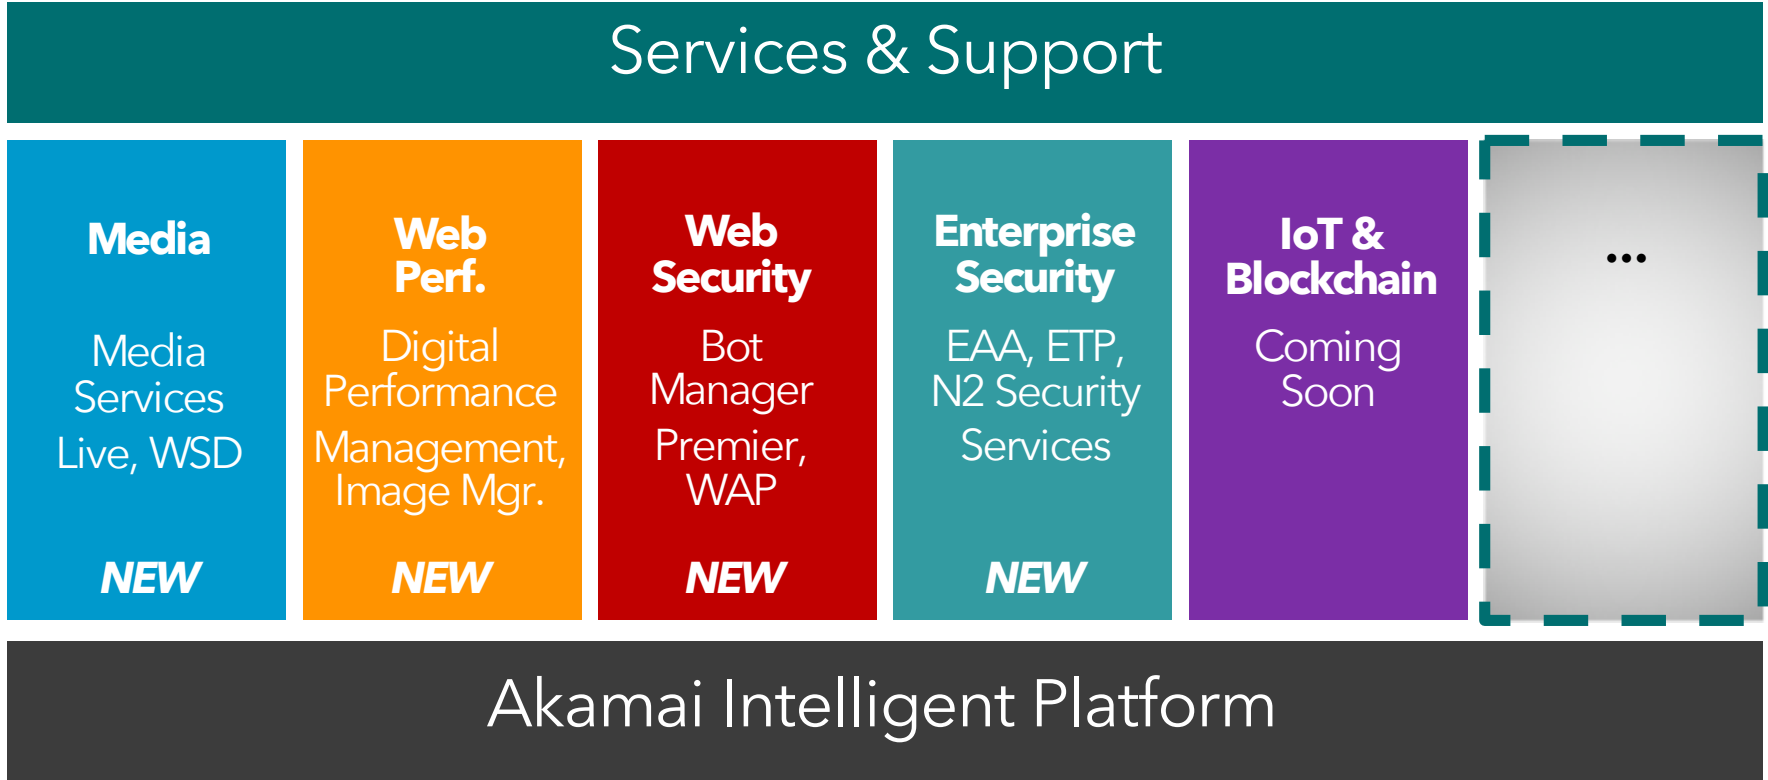 Services & Support
Media
Media
Services
Live, WSD
NEW
Web
Perf.
Digital
Performance
Management,
Image Mgr.
NEW
Web
Security
Bot
Manager
Premier,
WAP
NEW
Enterprise
Security
EAA, ETP,
N2 Security
Services
NEW
IoT &
Blockchain
Coming
Soon
...
Akamai Intelligent Platform